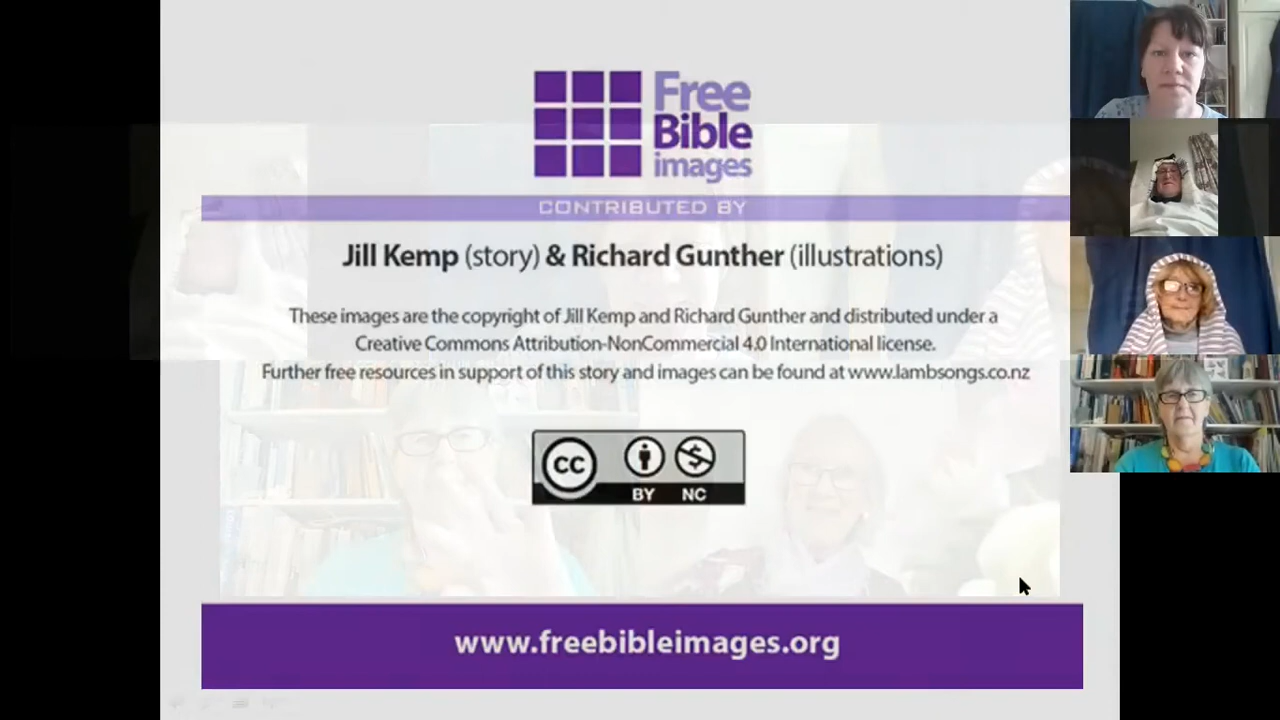 Free
Bible
images
CONTRIBUTED BY
Jill Kemp (story) & Richard Gunther (illustrations)
These images are the copyright of Jill Kemp and Richard Gunther and distributed under a
Creative Commons Attribution-NonCommercial 4.0 International license.
Further free resources in support of this story and images can be found at www.lambsongs.co.nz
CC
BY NC
www.freebibleimages.org